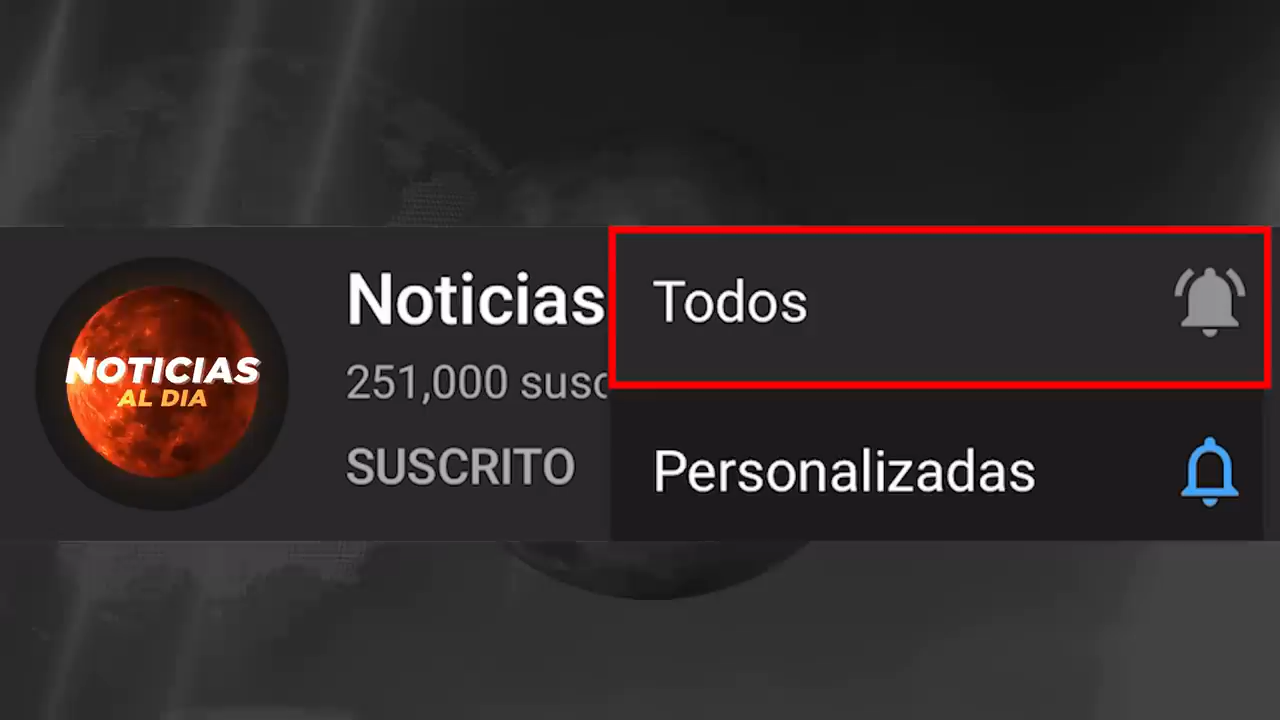 NOTICIAS
AL DIA
Noticias
251,000 susc
SUSCRITO
Todos
Personalizadas